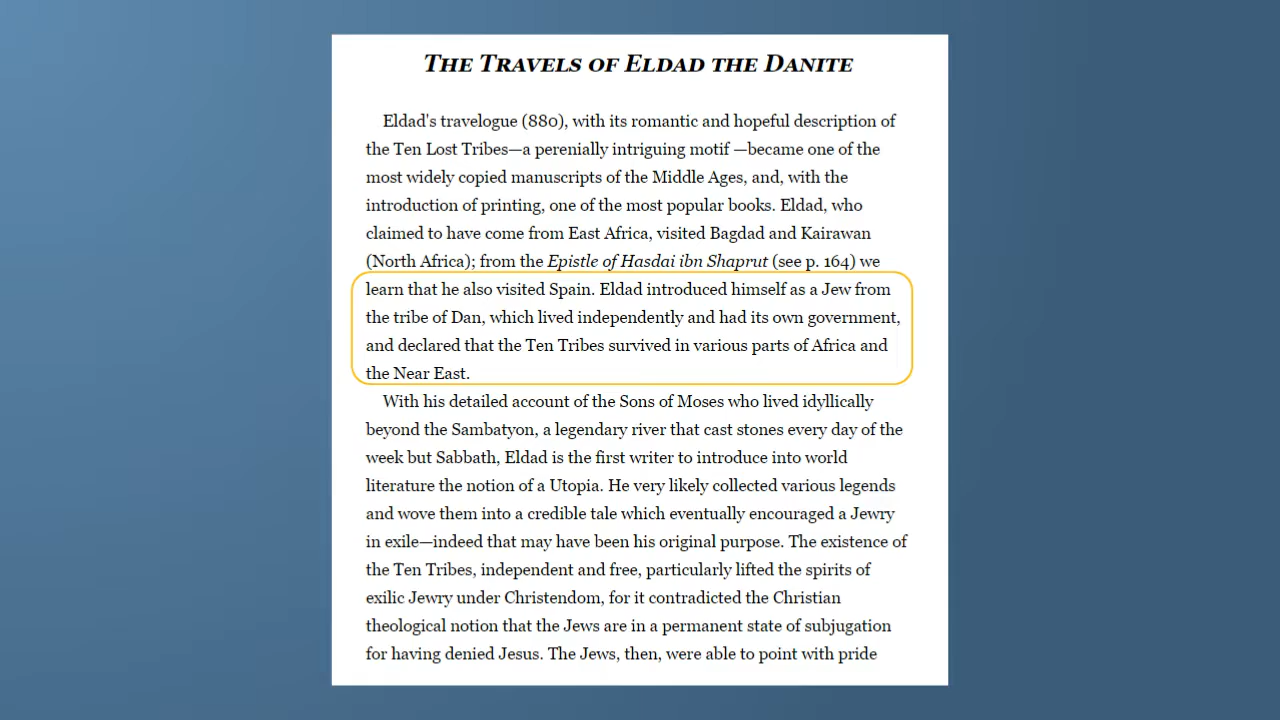 THE TRAVELS OF ELDAD THE DANITE
Eldad's travelogue (880), with its romantic and hopeful description of
the Ten Lost Tribes—a perenially intriguing motif —became one of the
most widely copied manuscripts of the Middle Ages, and, with the
introduction of printing, one of the most popular books. Eldad, who
claimed to have come from East Africa, visited Bagdad and Kairawan
(North Africa); from the Epistle of Hasdai ibn Shaprut (see p. 164) we
learn that he also visited Spain. Eldad introduced himself as a Jew from
the tribe of Dan, which lived independently and had its own government,
and declared that the Ten Tribes survived in various parts of Africa and
the Near East.
With his detailed account of the Sons of Moses who lived idyllically
beyond the Sambatyon, a legendary river that cast stones every day of the
week but Sabbath, Eldad is the first writer to introduce into world
literature the notion of a Utopia. He very likely collected various legends
and wove them into a credible tale which eventually encouraged a Jewry
in exile—indeed that may have been his original purpose. The existence of
the Ten Tribes, independent and free, particularly lifted the spirits of
exilic Jewry under Christendom, for it contradicted the Christian
theological notion that the Jews are in a permanent state of subjugation
for having denied Jesus. The Jews, then, were able to point with pride